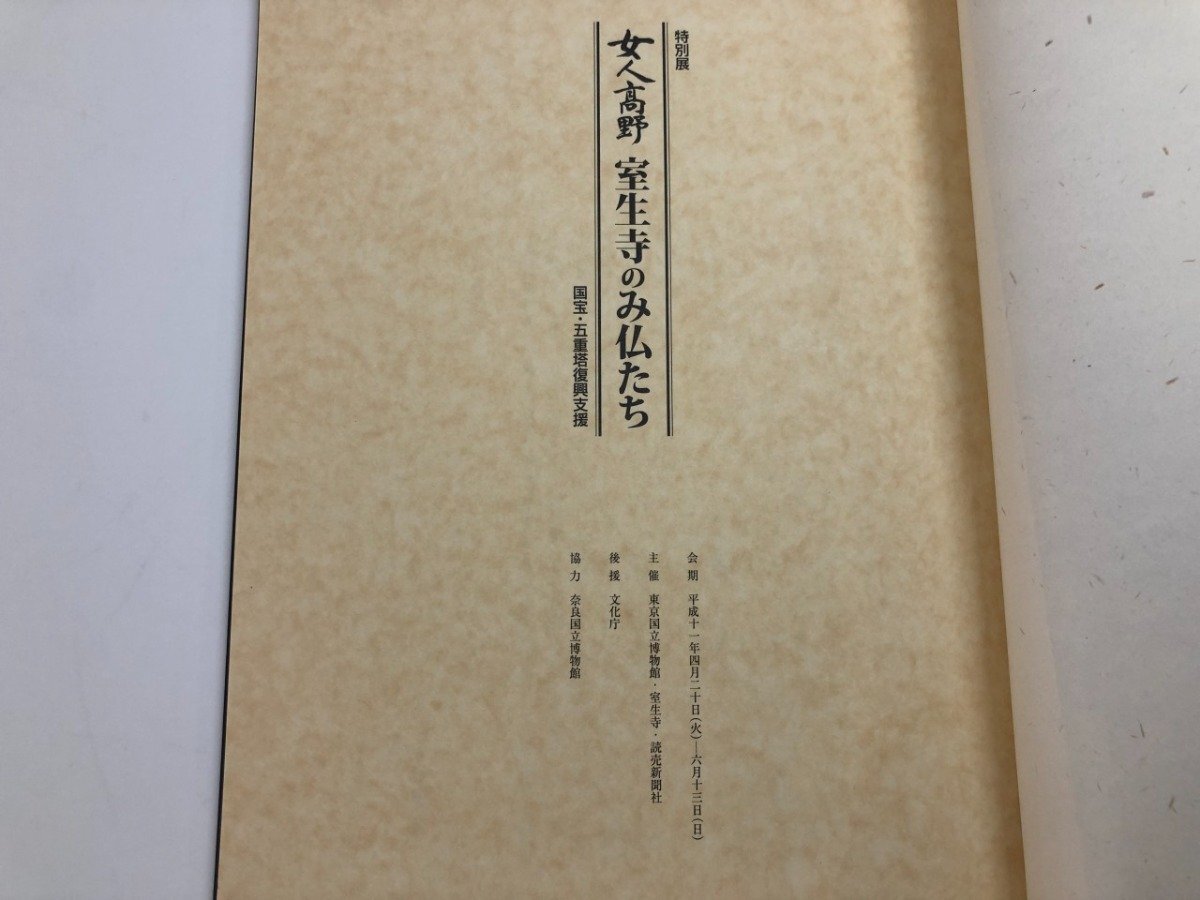 特別展
女人高野 室生寺のみ仏たち
国宝・五重塔復興支援
会期 平成十一年四月二十日(火)—六月十三日(日)
主催 東京国立博物館・室生寺・読売新聞社
後援 文化庁
協力 奈良国立博物館